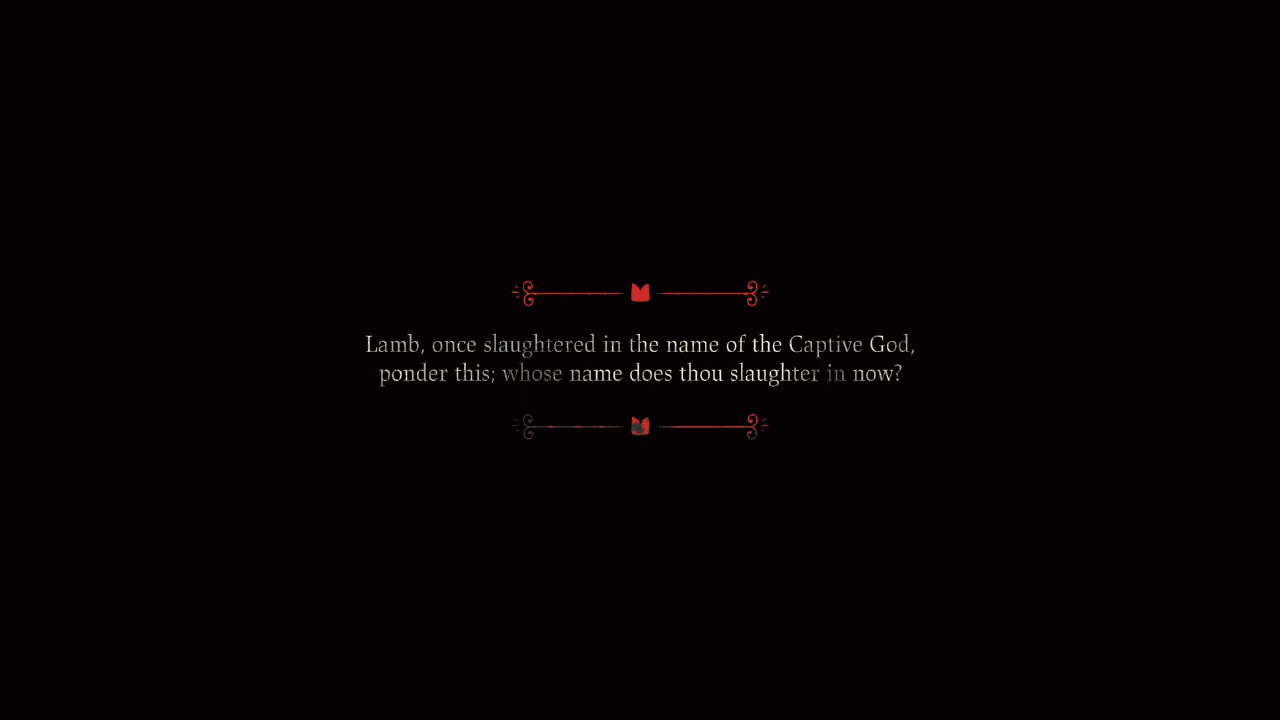 Lamb, once slaughtered in the name of the Captive God,
ponder this; whose name does thou slaughter in now?